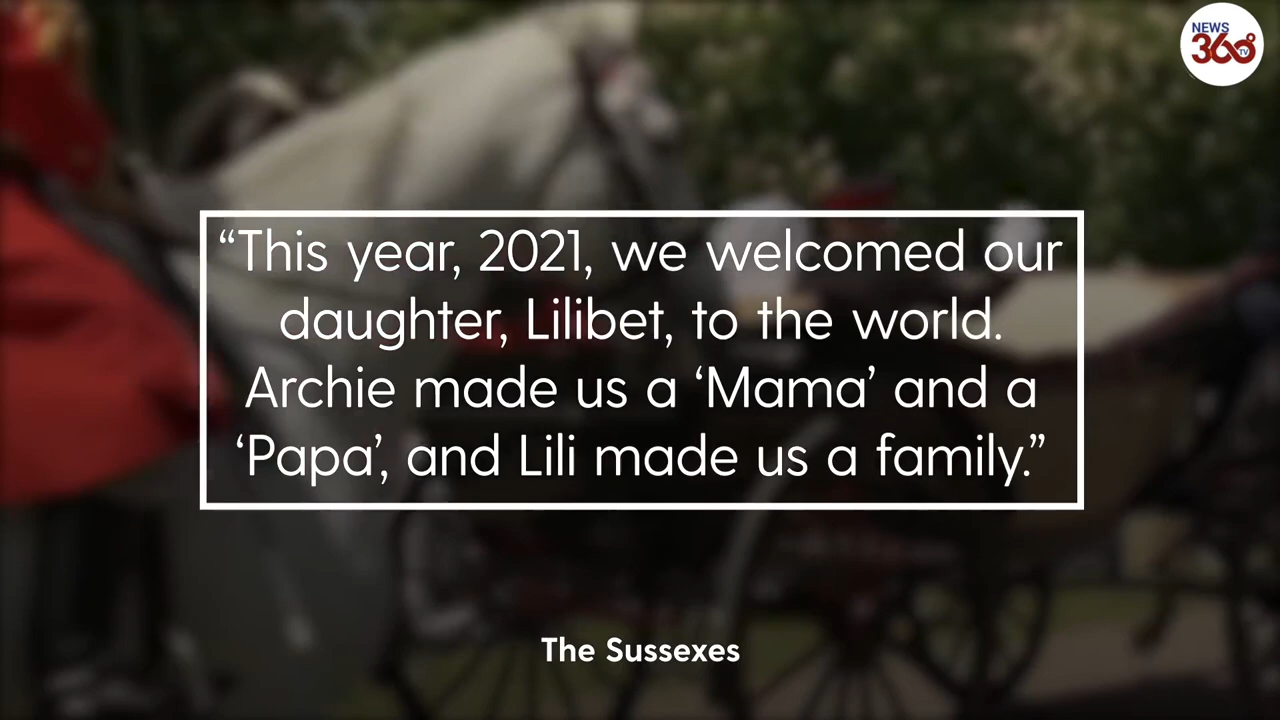 NEWS
360°
TV
“This year, 2021, we welcomed our
daughter, Lilibet, to the world.
Archie made us a ‘Mama’ and a
‘Papa’, and Lili made us a family.”
The Sussexes